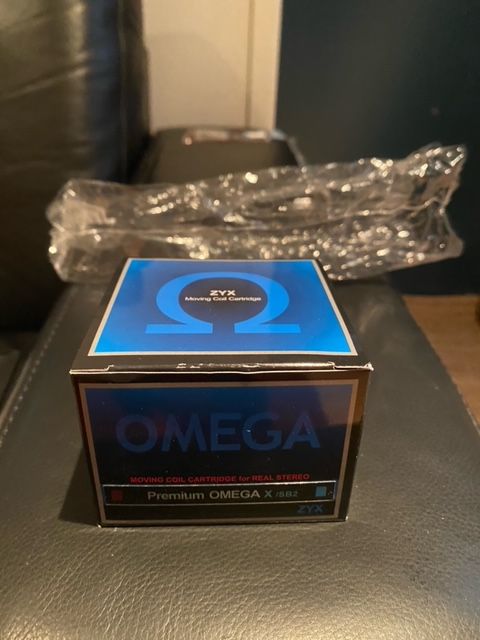 ZYX
Moving Coil Cartridge
OMEGA
MOVING COIL CARTRIDGE for REAL STEREO
Premium OMEGA X /SB2
ZYX